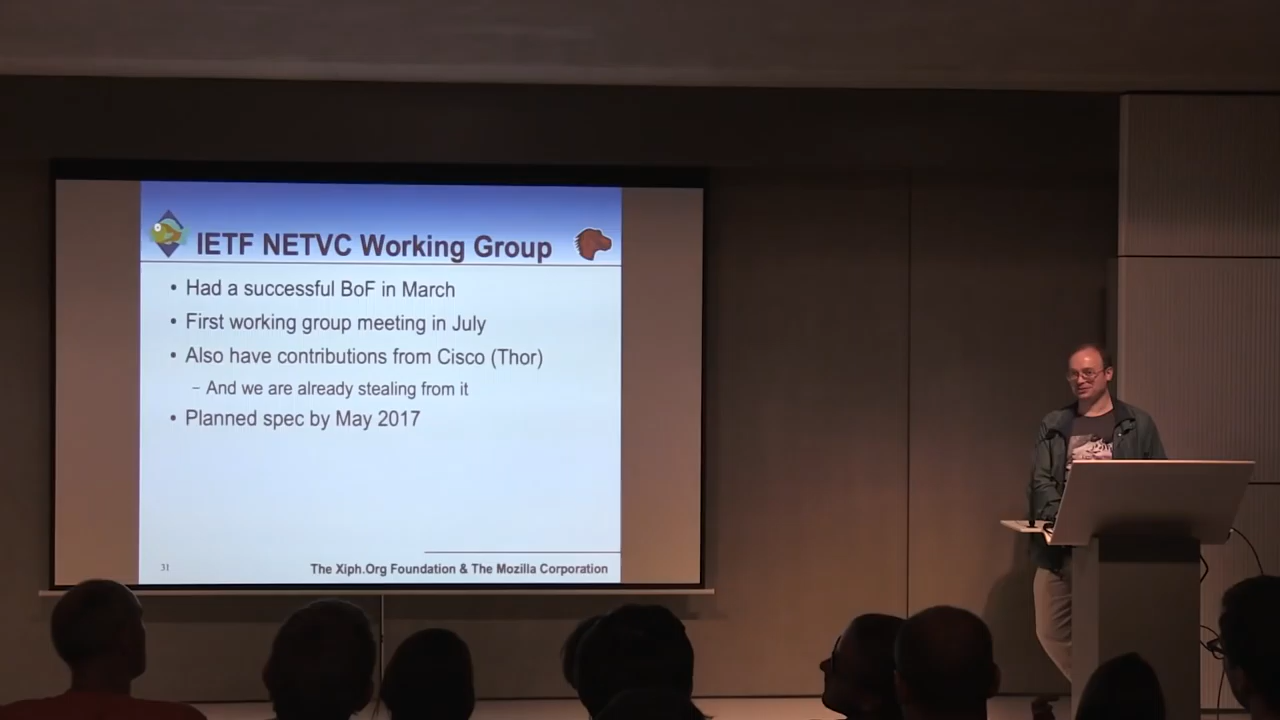 IETF NETVC Working Group
• Had a successful BoF in March
• First working group meeting in July
• Also have contributions from Cisco (Thor)
– And we are already stealing from it
• Planned spec by May 2017
31
The Xiph.Org Foundation & The Mozilla Corporation